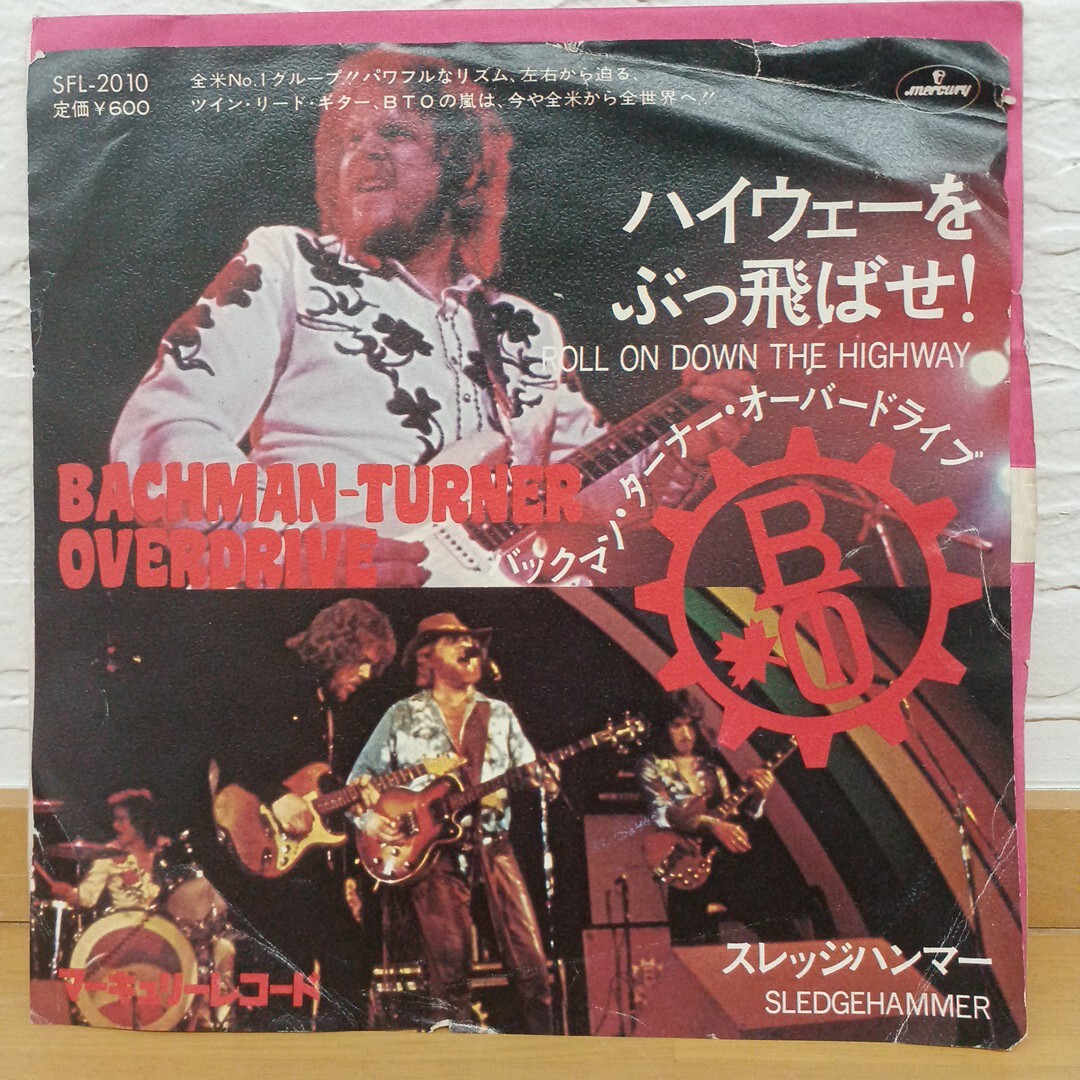 SFL-2010
定価¥600
全米No.1グループ!!パワフルなリズム、左右から迫る、
ツイン・リード・ギター、BTOの嵐は、今や全米から全世界へ!!
mercury
ハイウェーを
ぶっ飛ばせ!
ROLL ON DOWN THE HIGHWAY
バックマン・ターナー・オーバードライブ
BACHMAN-TURNER
OVERDRIVE
BTO
スレッジハンマー
SLEDGEHAMMER
マーキュリーレコード